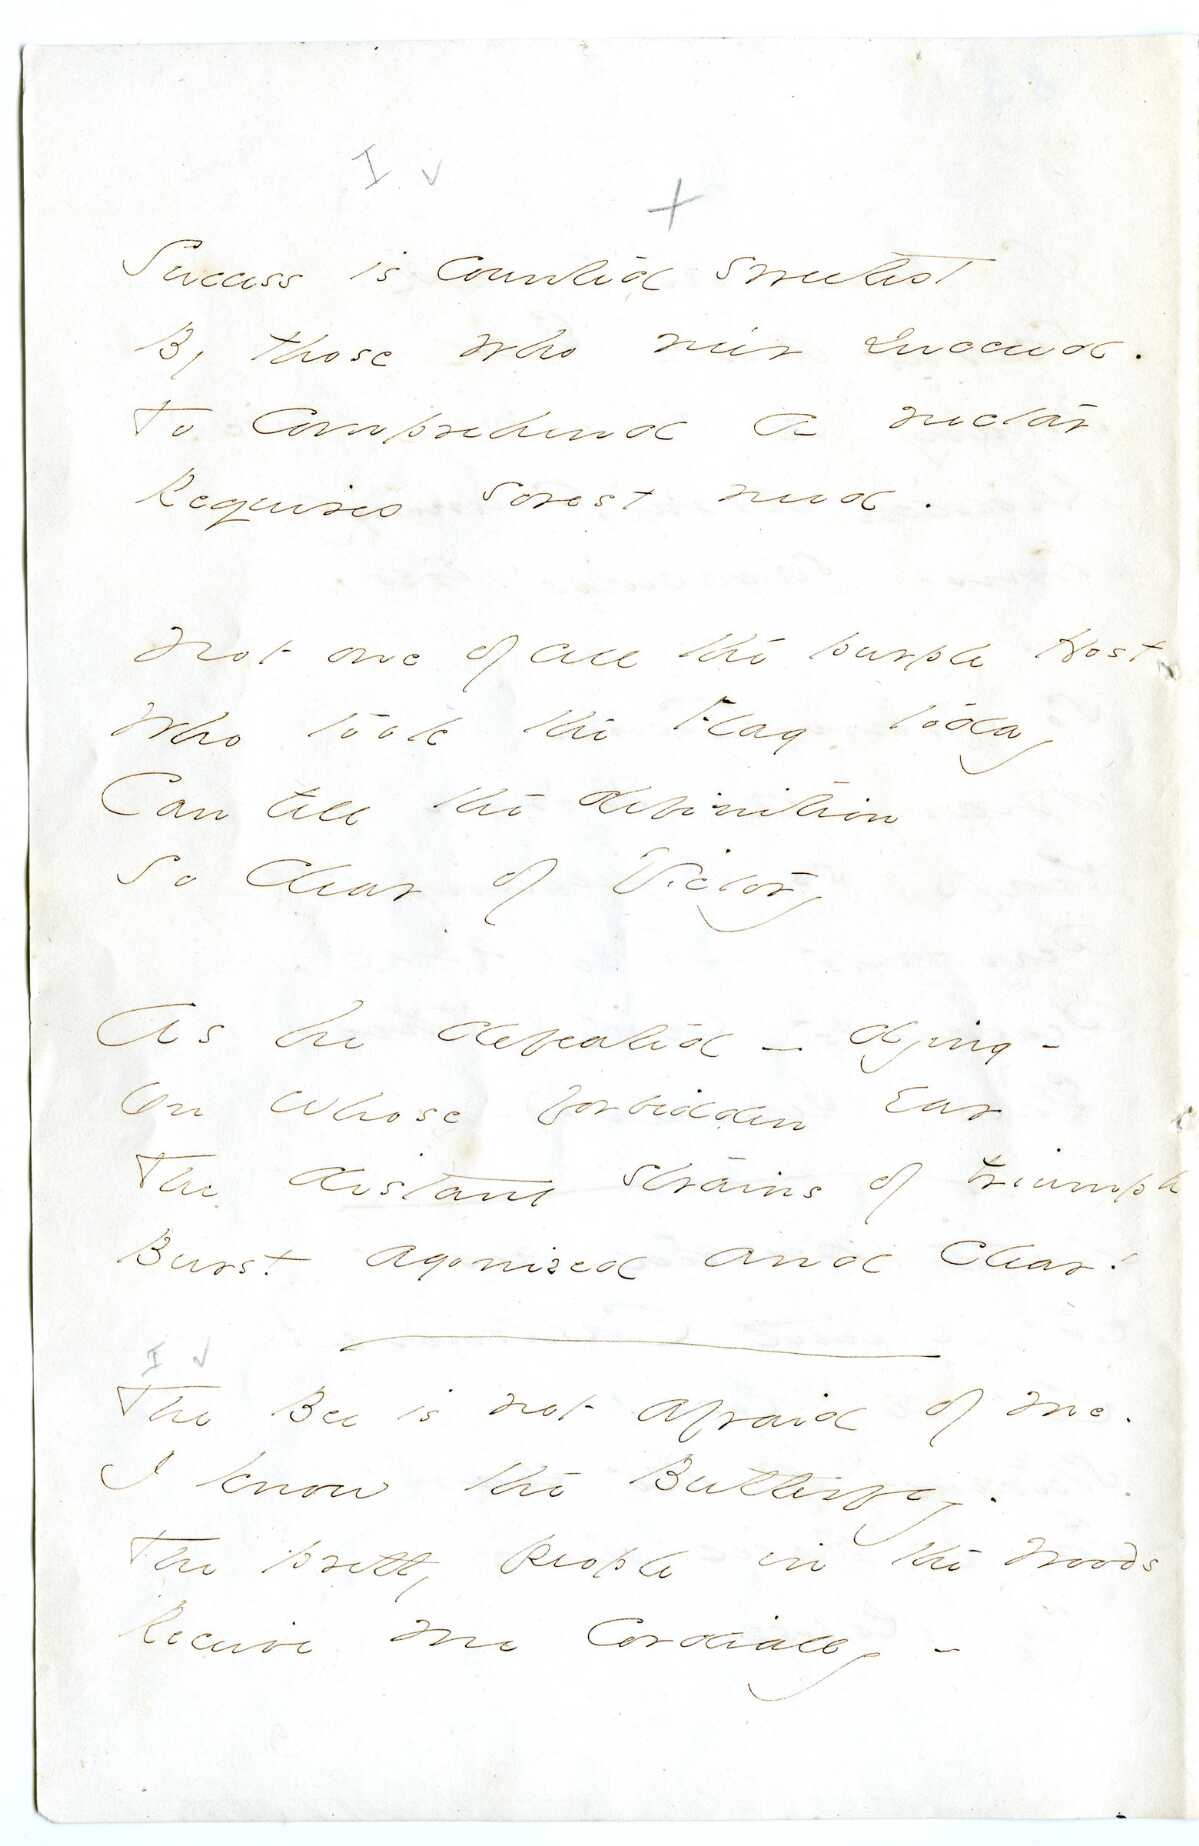 I ✓
+
Success is counted sweetest
By those who ne'er succeed.
To comprehend a nectar
Requires sorest need.
Not one of all the purple Host
Who took the Flag today
Can tell the definition
So clear of Victory
As he defeated - dying -
On whose forbidden ear
The distant strains of triumph
Burst agonized and clear!
I ✓
The Bee is not afraid of me.
I know the Butterfly.
The pretty People in the Woods
Receive me cordially -